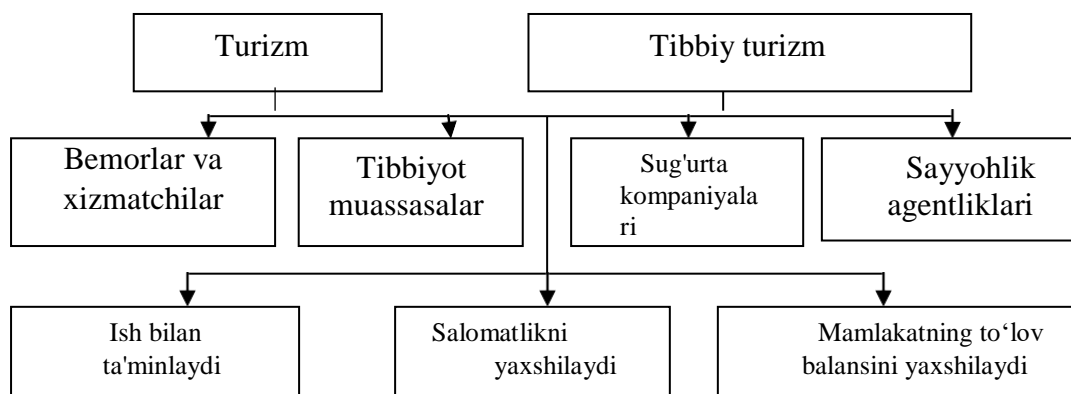 Turizm
Tibbiy turizm
Bemorlar va
xizmatchilar
Tibbiyot
muassasalar
Sug'urta
kompaniyala
ri
Sayyohlik
agentliklari
Ish bilan
ta'minlaydi
Salomatlikni
yaxshilaydi
Mamlakatning to‘lov
balansini yaxshilaydi